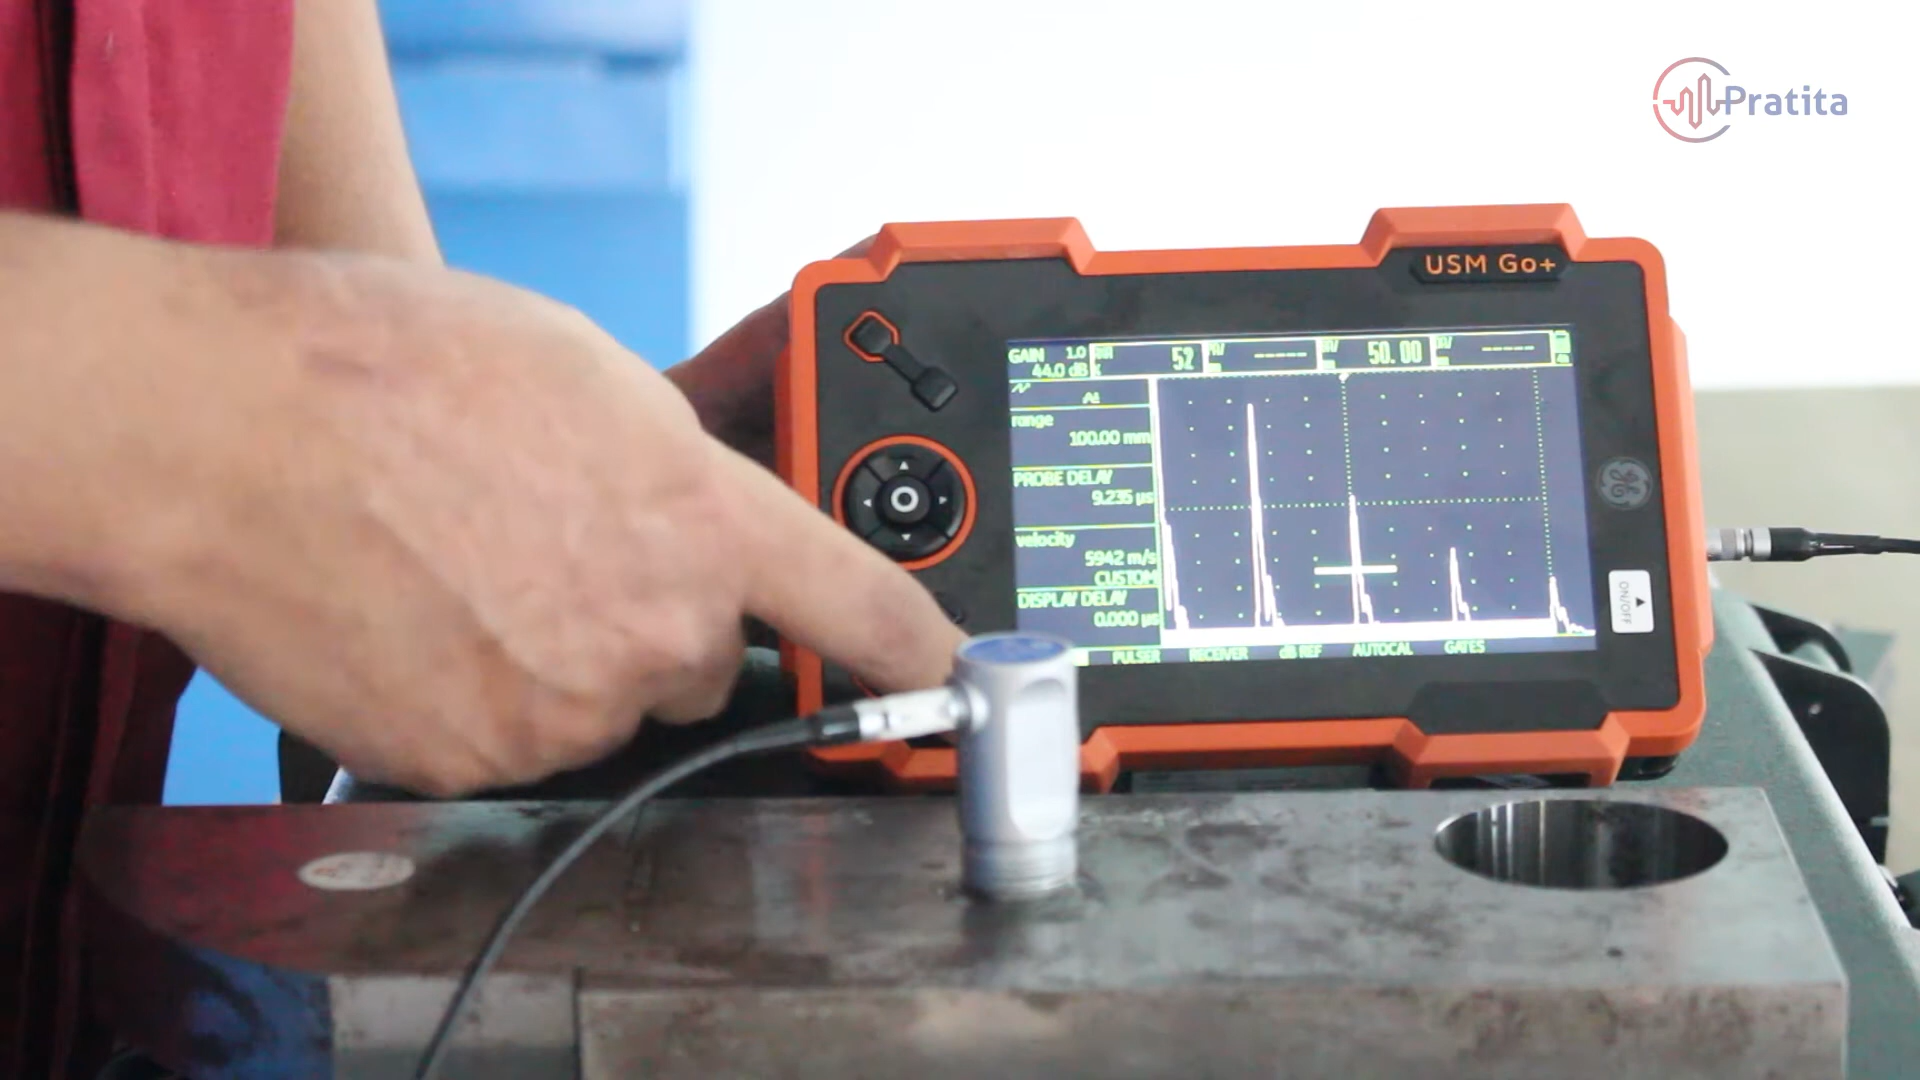 Pratita
USM Go+
GAIN 1.0
44.0 dB
52
-----
50.00
-----
range
100.00 mm
PROBE DELAY
9.235 µs
velocity
5942 m/s
CUSTOM
DISPLAY DELAY
0.000 µs
PULSER RECEIVER dB REF AUTOCAL GATES
ON/OFF